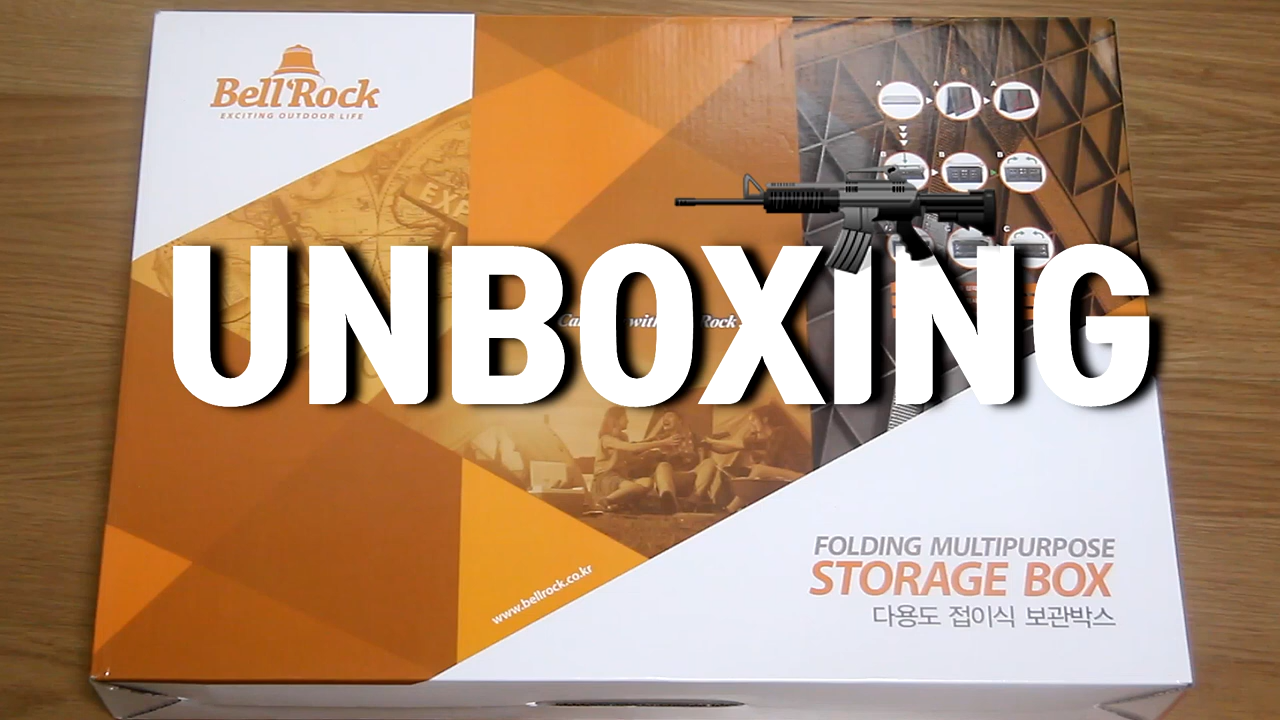 Bell Rock
EXCITING OUTDOOR LIFE
UNBOXING
Rock
www.bellrock.co.kr
FOLDING MULTIPURPOSE
STORAGE BOX
다용도 접이식 보관박스